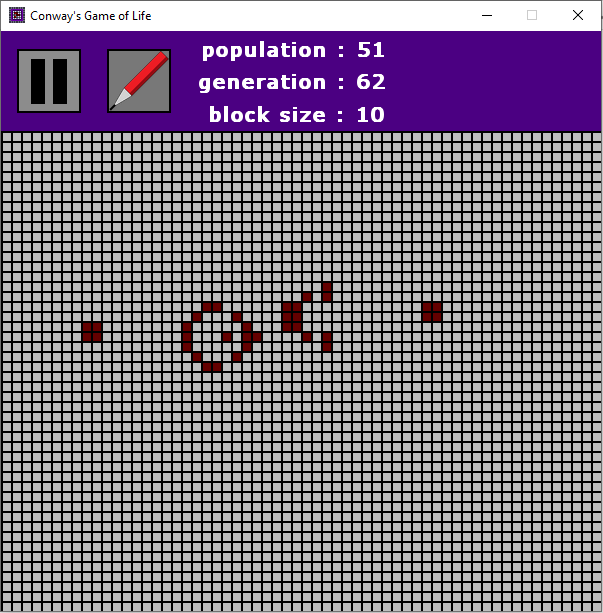 Conway's Game of Life
population : 51
generation : 62
block size : 10